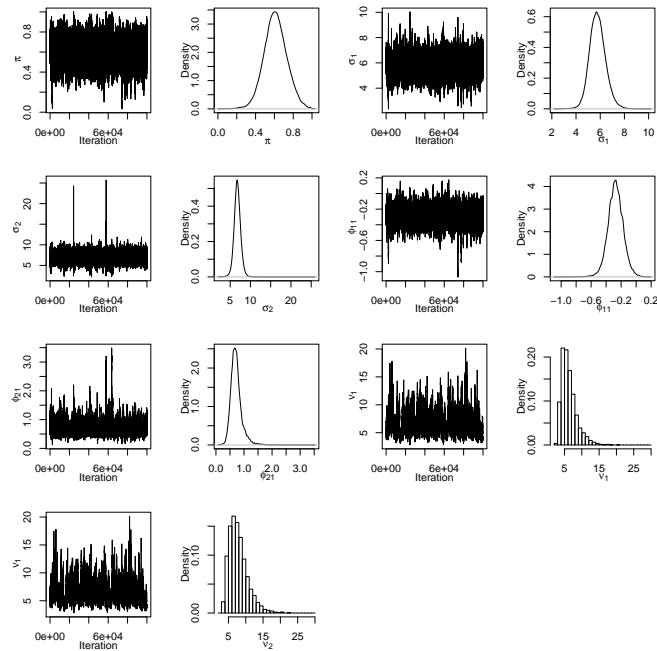 π
0.0 0.4 0.8
0e+00 6e+04
Iteration
Density
0.0 1.0 2.0 3.0
0.0 0.4 0.8
π
σ1
4 6 8 10
0e+00 6e+04
Iteration
Density
0.0 0.2 0.4 0.6
2 4 6 8 10
σ1
σ2
5 10 15 20
0e+00 6e+04
Iteration
Density
0.0 0.2 0.4
5 10 20
σ2
ϕ11
−1.0 −0.6 −0.2 0.2
0e+00 6e+04
Iteration
Density
0 1 2 3 4
−1.0 −0.6 −0.2 0.2
ϕ11
ϕ21
0.0 1.0 2.0 3.0
0e+00 6e+04
Iteration
Density
0.0 1.0 2.0
0.0 1.0 2.0 3.0
ϕ21
ν1
5 10 15 20
0e+00 6e+04
Iteration
Density
0.00 0.10 0.20
5 15 25
ν1
ν1
5 10 15 20
0e+00 6e+04
Iteration
Density
0.00 0.10
5 15 25
ν2